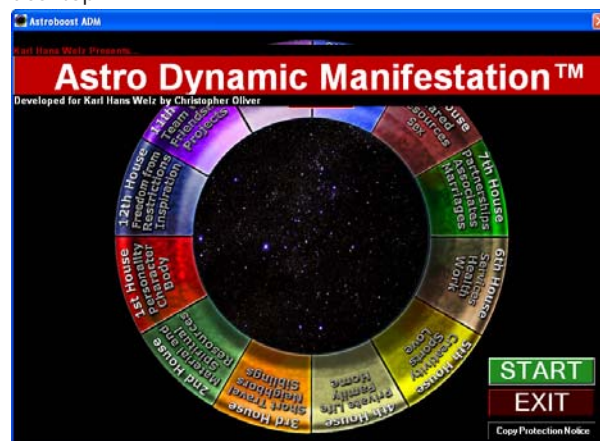 Astroboost ADM
Karl Hans Welz Presents...
Astro Dynamic Manifestation™
Developed for Karl Hans Welz by Christopher Oliver
11th House
Team
Friends
Projects
House
Shared
Resources
Sex
12th House
Freedom from
Restrictions
Inspiration
7th House
Partnerships
Associates
Marriages
1st House
Personality
Character
Body
6th House
Services
Health
Work
2nd House
Material and
Spiritual
Resources
3rd House
Short Travel
Neighbors
Siblings
4th House
Private Life
Family
Home
5th House
Creativity
Sports
Love
START
EXIT
Copy Protection Notice